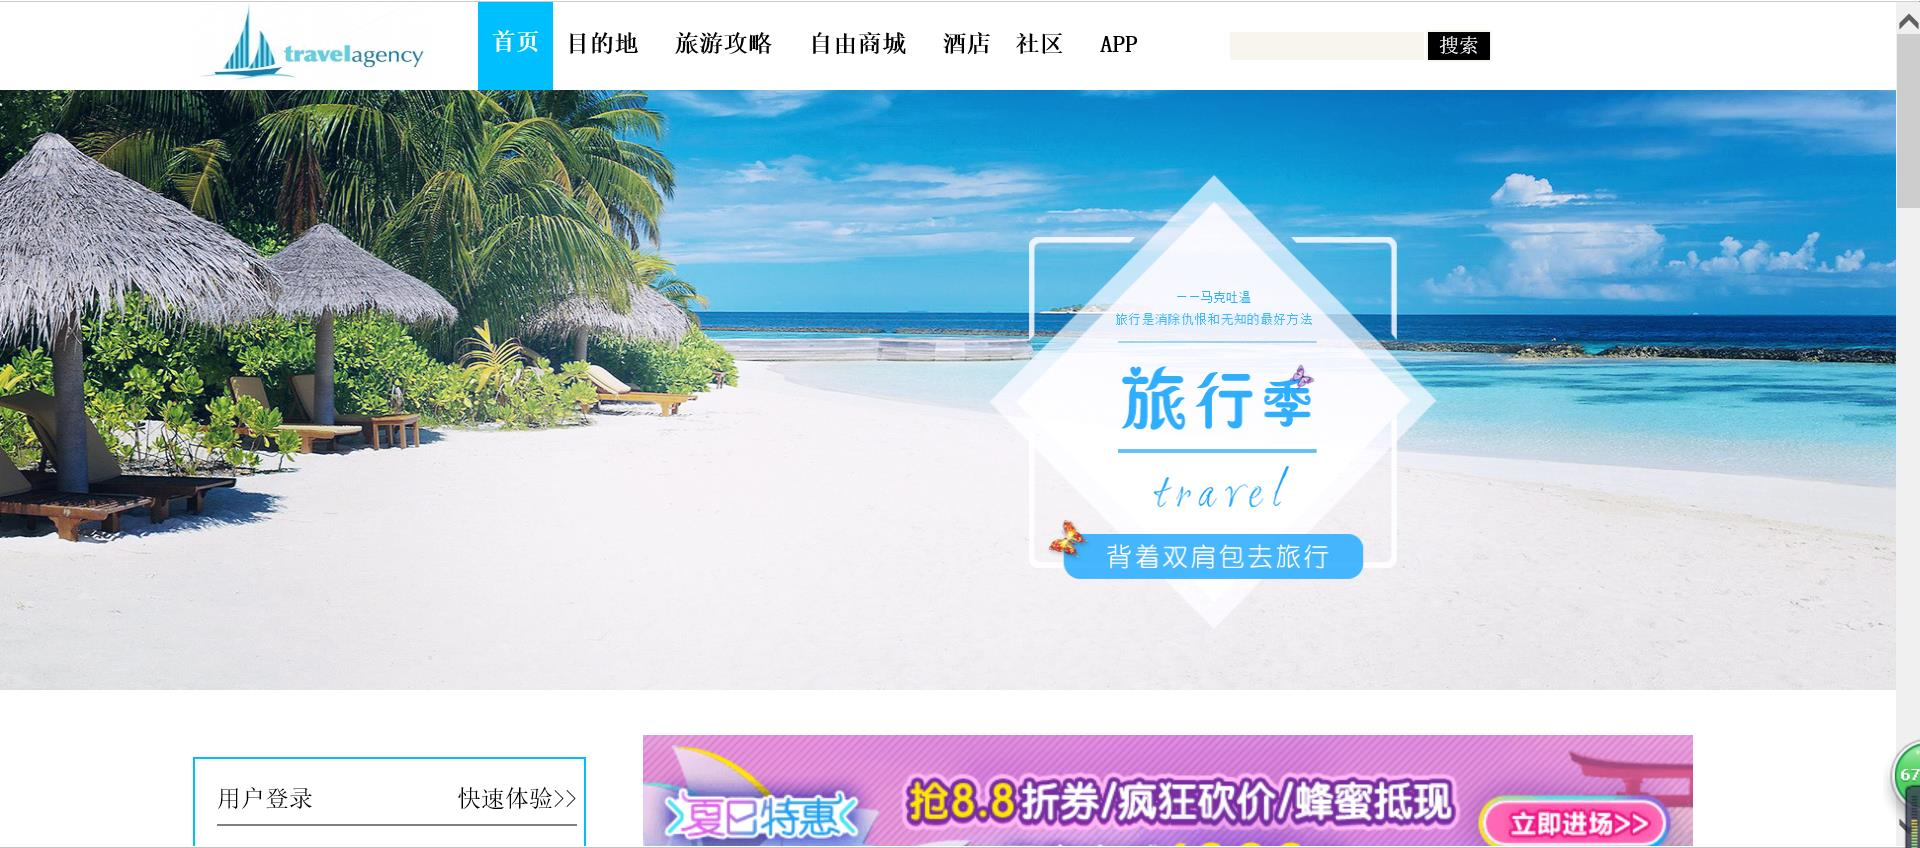 travelagency
首页 目的地 旅游攻略 自由商城 酒店 社区 APP 搜索
——马克吐温
旅行是消除仇恨和无知的最好方法
旅行季
travel
背着双肩包去旅行
用户登录 快速体验>>
夏日特惠
抢8.8折券/疯狂砍价/蜂蜜抵现
立即进场>>
67